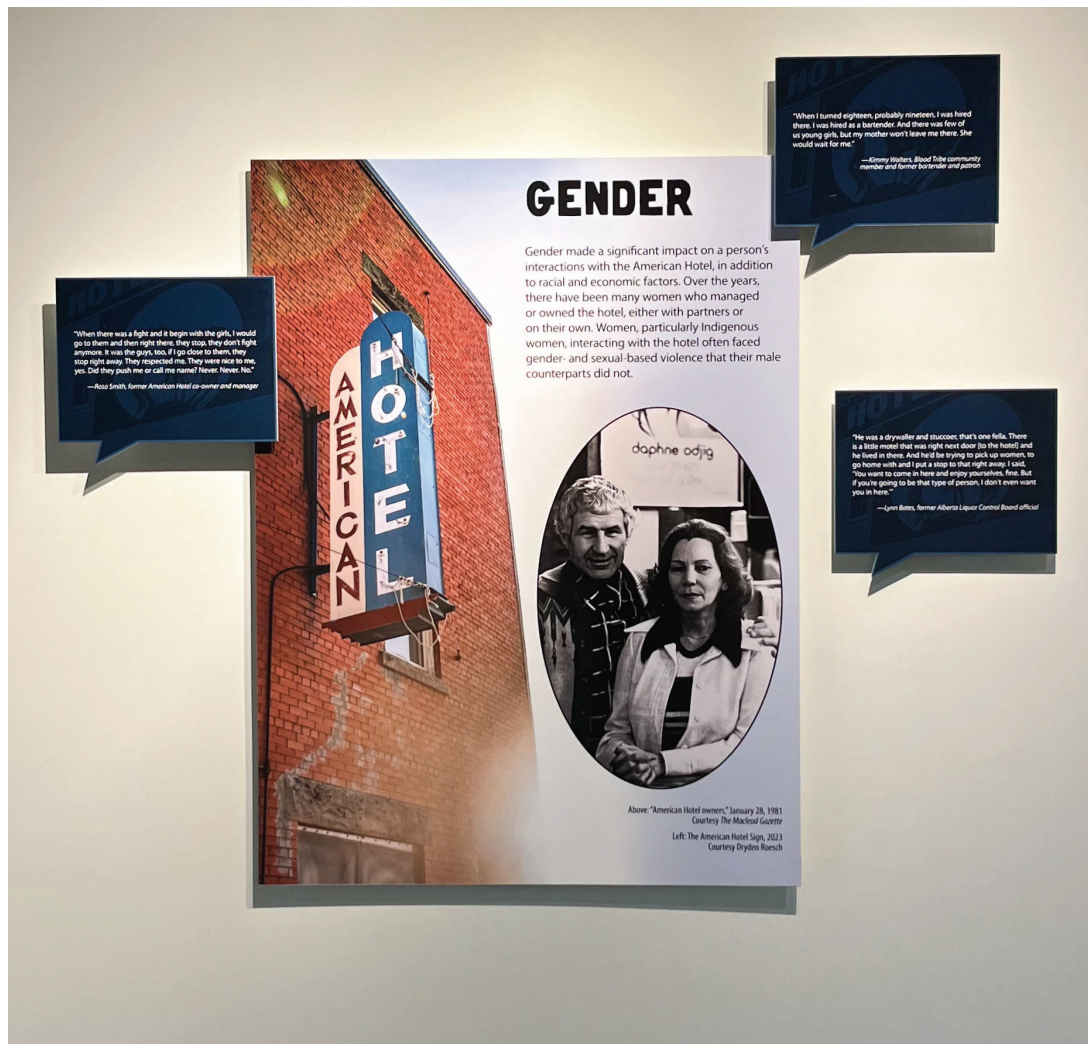 GENDER
Gender made a significant impact on a person's
interactions with the American Hotel, in addition
to racial and economic factors. Over the years,
there have been many women who managed
or owned the hotel, either with partners or
on their own. Women, particularly Indigenous
women, interacting with the hotel often faced
gender- and sexual-based violence that their male
counterparts did not.
AMERICAN
HOTEL
daphne odjig
Above: "American Hotel owners," January 28, 1981
Courtesy The Macleod Gazette
Left: The American Hotel Sign, 2023
Courtesy Dryden Roesch
HOTEL
"When there was a fight and it begin with the girls, I would
go to them and then right there, they stop, they don't fight
anymore. It was the guys, too, if I go close to them, they
stop right away. They respected me. They were nice to me,
yes. Did they push me or call me name? Never. Never. No."
—Rosa Smith, former American Hotel co-owner and manager
HOTE
"When I turned eighteen, probably nineteen, I was hired
there. I was hired as a bartender. And there was few of
us young girls, but my mother won't leave me there. She
would wait for me."
—Kimmy Walters, Blood Tribe community
member and former bartender and patron
HOTEL
"He was a drywaller and stuccoer, that's one fella. There
is a little motel that was right next door [to the hotel] and
he lived in there. And he'd be trying to pick up women, to
go home with and I put a stop to that right away. I said,
'You want to come in here and enjoy yourselves, fine. But
if you're going to be that type of person, I don't even want
you in here.'"
—Lynn Bates, former Alberta Liquor Control Board official